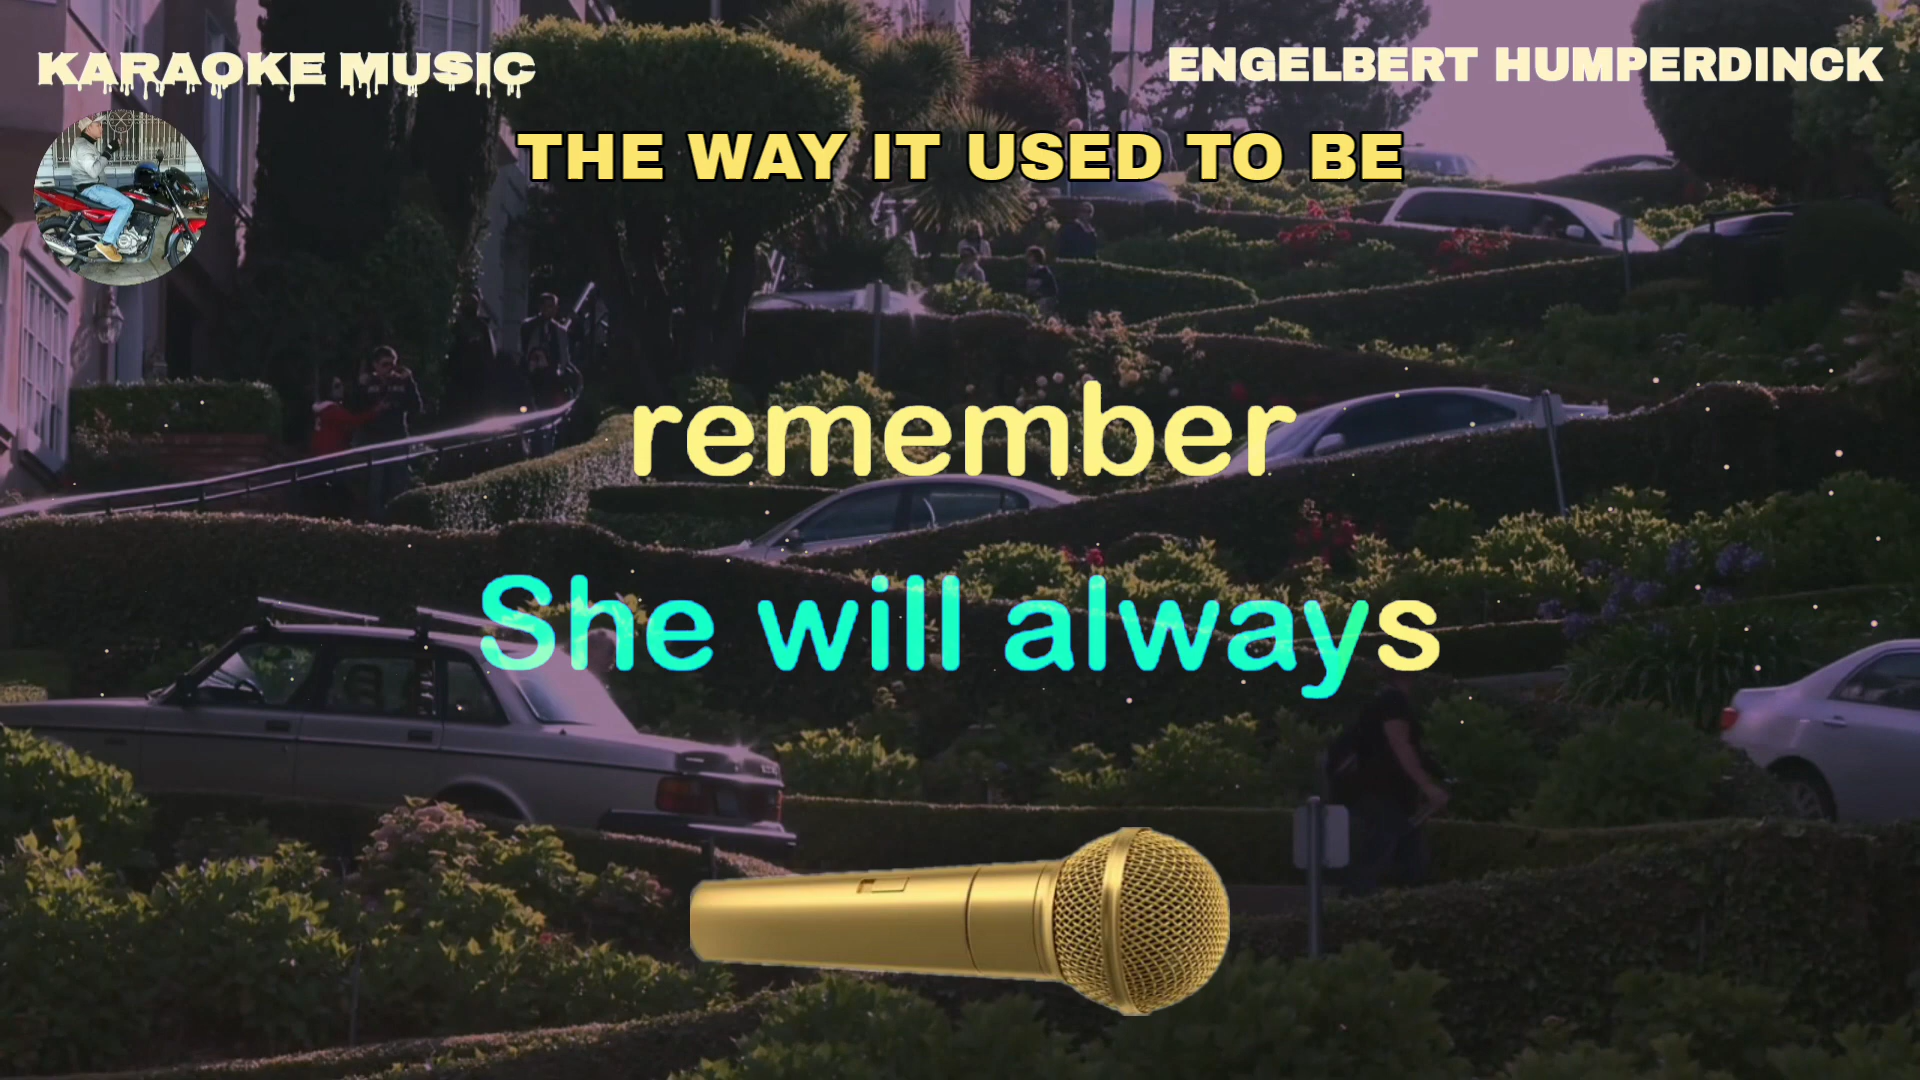 KARAOKE MUSIC
ENGELBERT HUMPERDINCK
THE WAY IT USED TO BE
remember
She will always